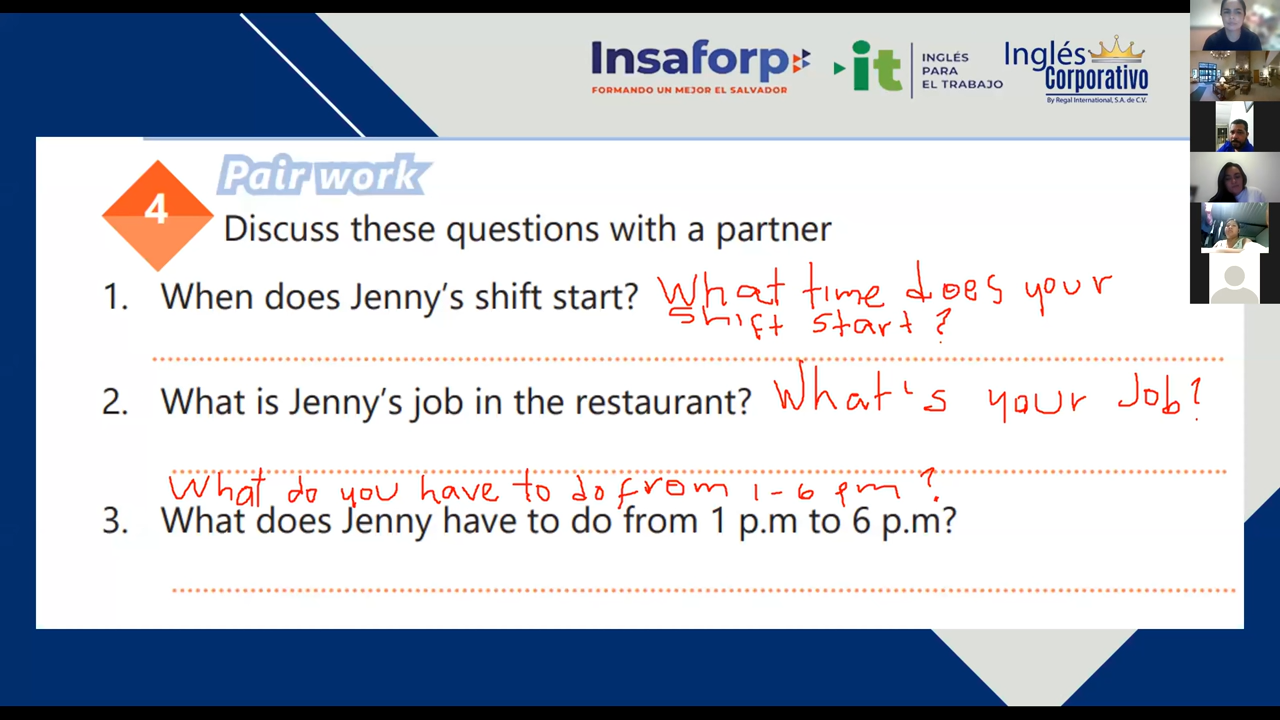 Insaforp
FORMANDO UN MEJOR EL SALVADOR
it
INGLÉS
PARA
EL TRABAJO
Inglés
Corporativo
By Regal International, S.A. de C.V.
Pair work
4
Discuss these questions with a partner
1. When does Jenny's shift start? What time does your
shift start?
2. What is Jenny's job in the restaurant? What's your Job?
What do you have to do from 1-6 pm?
3. What does Jenny have to do from 1 p.m to 6 p.m?